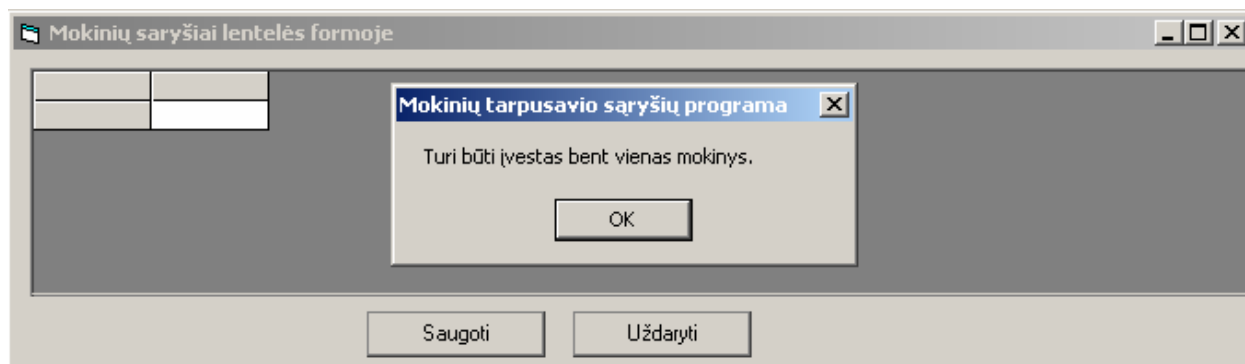 Mokinių saryšiai lentelės formoje
Mokinių tarpusavio sąryšių programa
Turi būti įvestas bent vienas mokinys.
OK
Saugoti
Uždaryti